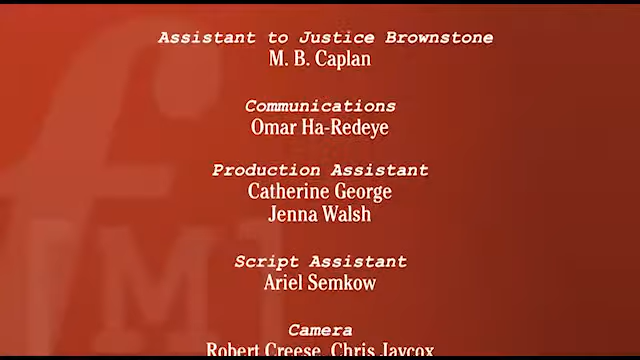 Assistant to Justice Brownstone
M. B. Caplan
Communications
Omar Ha-Redeye
Production Assistant
Catherine George
Jenna Walsh
Script Assistant
Ariel Semkow
Camera
Robert Creese, Chris Jaycox
f
[M]